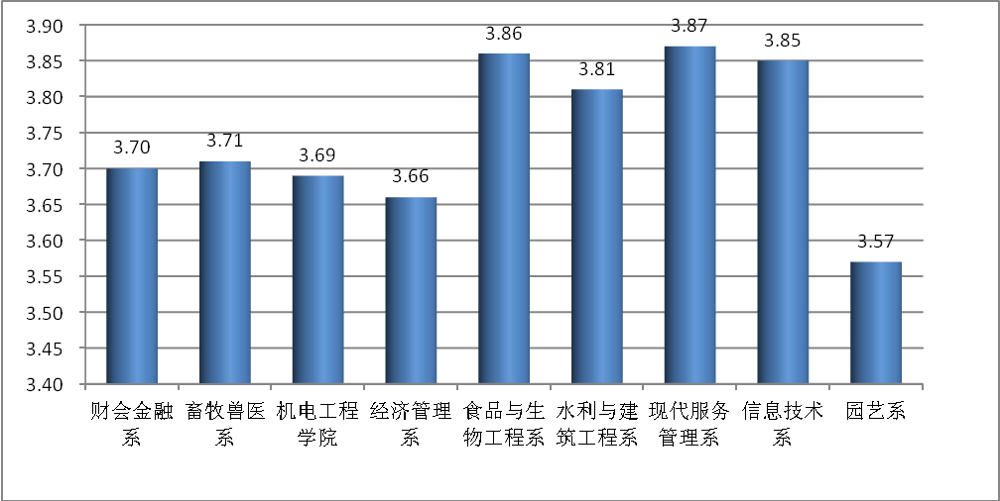 3.90
3.85
3.80
3.75
3.70
3.65
3.60
3.55
3.50
3.45
3.40
3.70
3.71
3.69
3.66
3.86
3.81
3.87
3.85
3.57
财会金融
系
畜牧兽医
系
机电工程
学院
经济管理
系
食品与生
物工程系
水利与建
筑工程系
现代服务
管理系
信息技术
系
园艺系